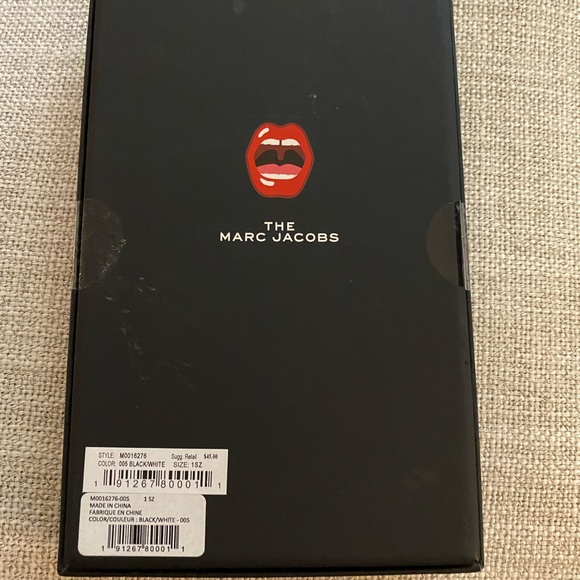 THE
MARC JACOBS
STYLE: M0016276 Sugg. Retail $45.00
COLOR: 005 BLACK/WHITE SIZE: 1SZ
1 91267 80001 1
M0016276-005 1 SZ
MADE IN CHINA
FABRIQUE EN CHINE
COLOR/COULEUR : BLACK/WHITE - 005
1 91267 80001 1